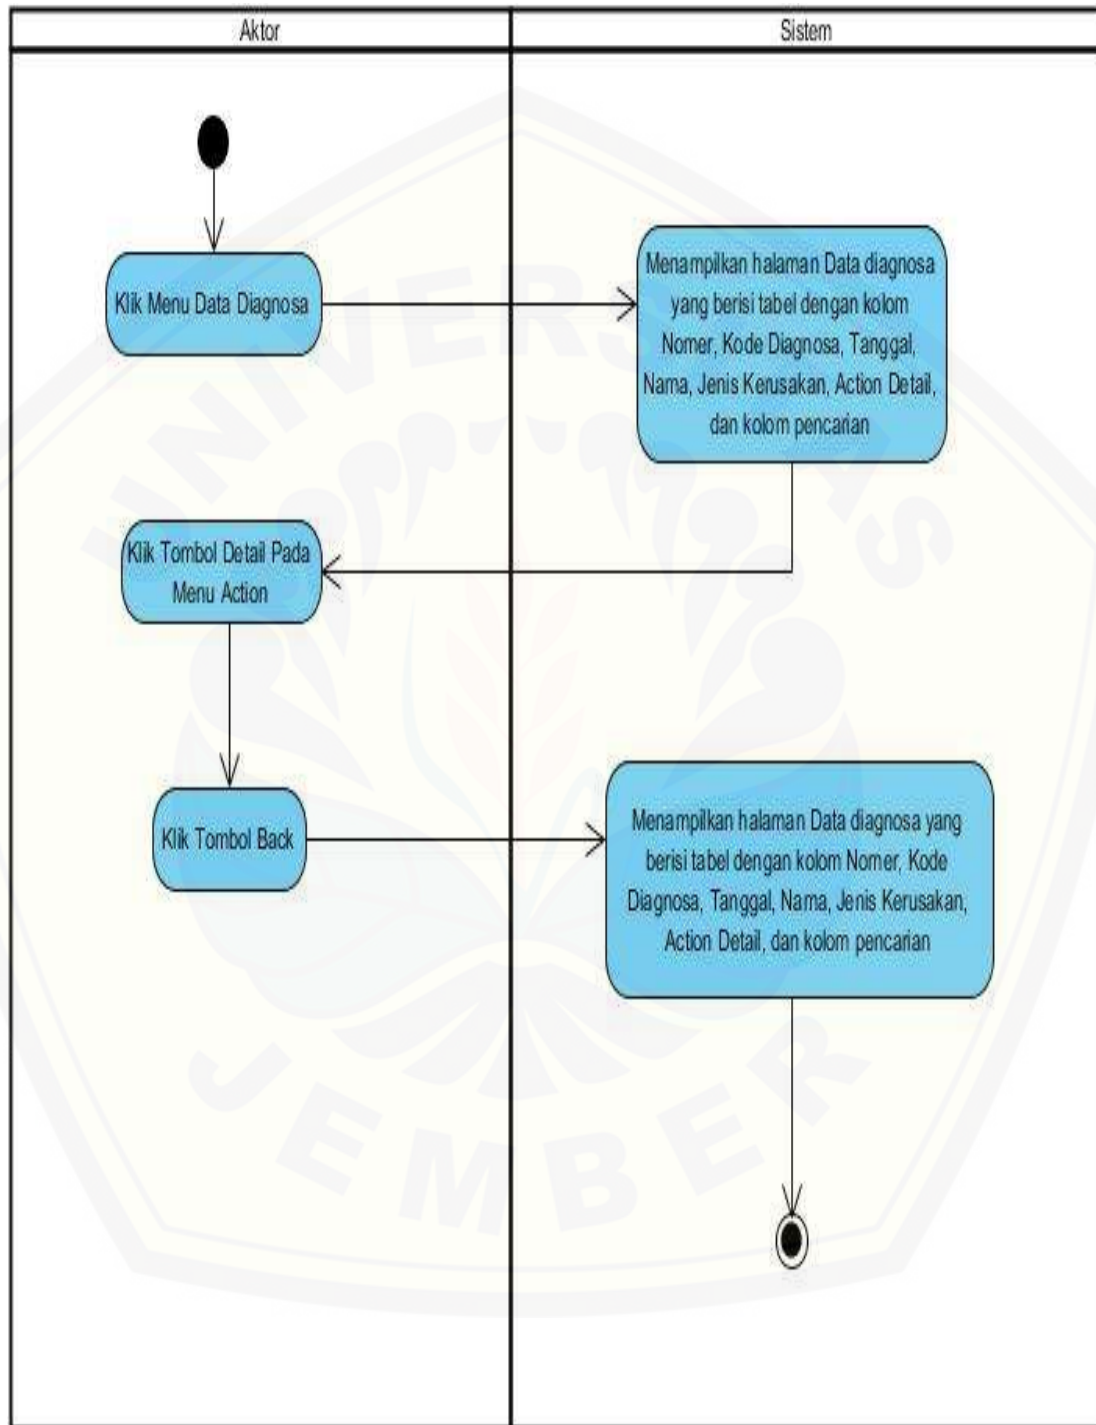 Aktor
Sistem
Klik Menu Data Diagnosa
Menampilkan halaman Data diagnosa
yang berisi tabel dengan kolom
Nomer, Kode Diagnosa, Tanggal,
Nama, Jenis Kerusakan, Action Detail,
dan kolom pencarian
Klik Tombol Detail Pada
Menu Action
Klik Tombol Back
Menampilkan halaman Data diagnosa yang
berisi tabel dengan kolom Nomer, Kode
Diagnosa, Tanggal, Nama, Jenis Kerusakan,
Action Detail, dan kolom pencarian
UNIVERSITAS
JEMBER